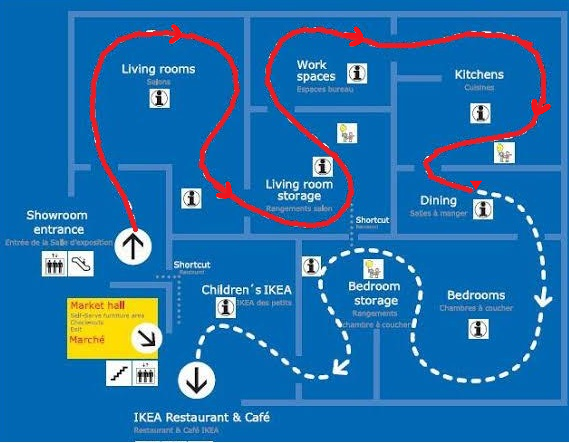 Living rooms
Salons
Work
spaces
Espaces bureau
Kitchens
Cuisines
Living room
storage
Rangements salon
Dining
Salles à manger
Showroom
entrance
Entrée de la Salle d'exposition
Shortcut
Raccourci
Shortcut
Raccourci
Children´s IKEA
IKEA des petits
Bedroom
storage
Rangements
chambre à coucher
Bedrooms
Chambres à coucher
Market hall
Self-Serve furniture area
Checkouts
Exit
Marché
IKEA Restaurant & Café
Restaurant & Café IKEA